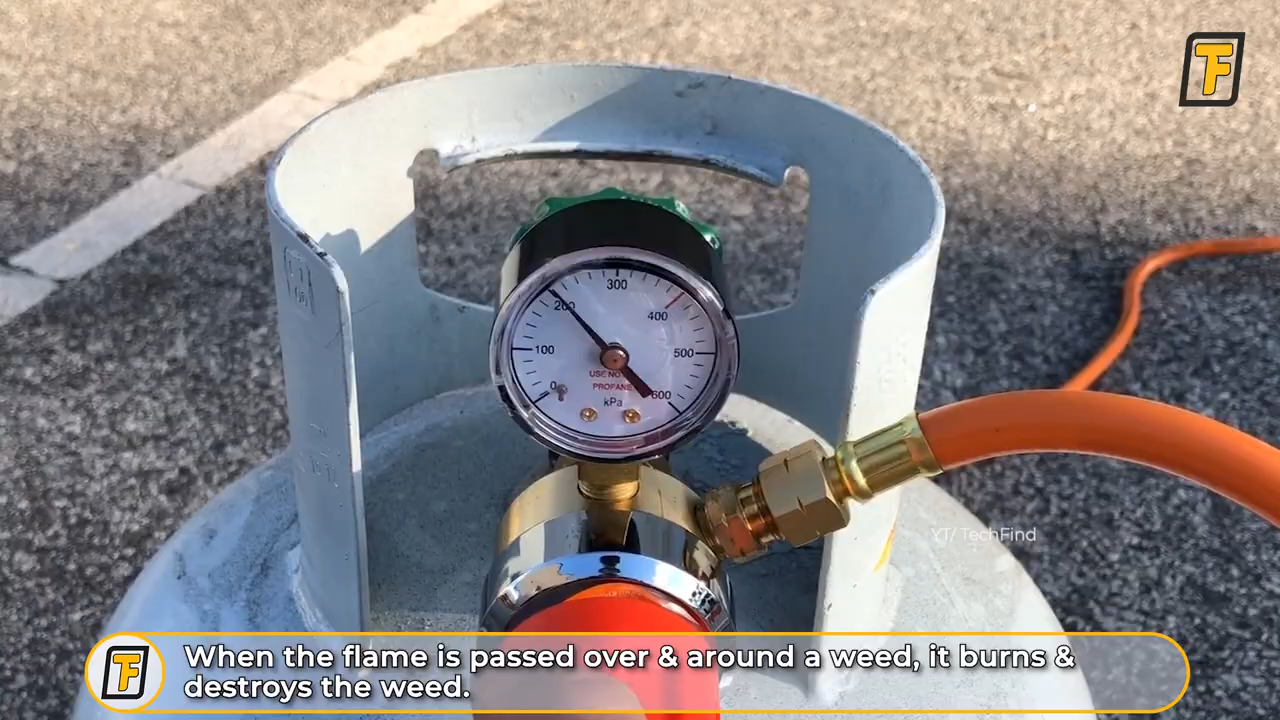 TF
300
200
400
100
500
0
USE NO
PROPANE
600
kPa
YT/ TechFind
When the flame is passed over & around a weed, it burns &
destroys the weed.
TF